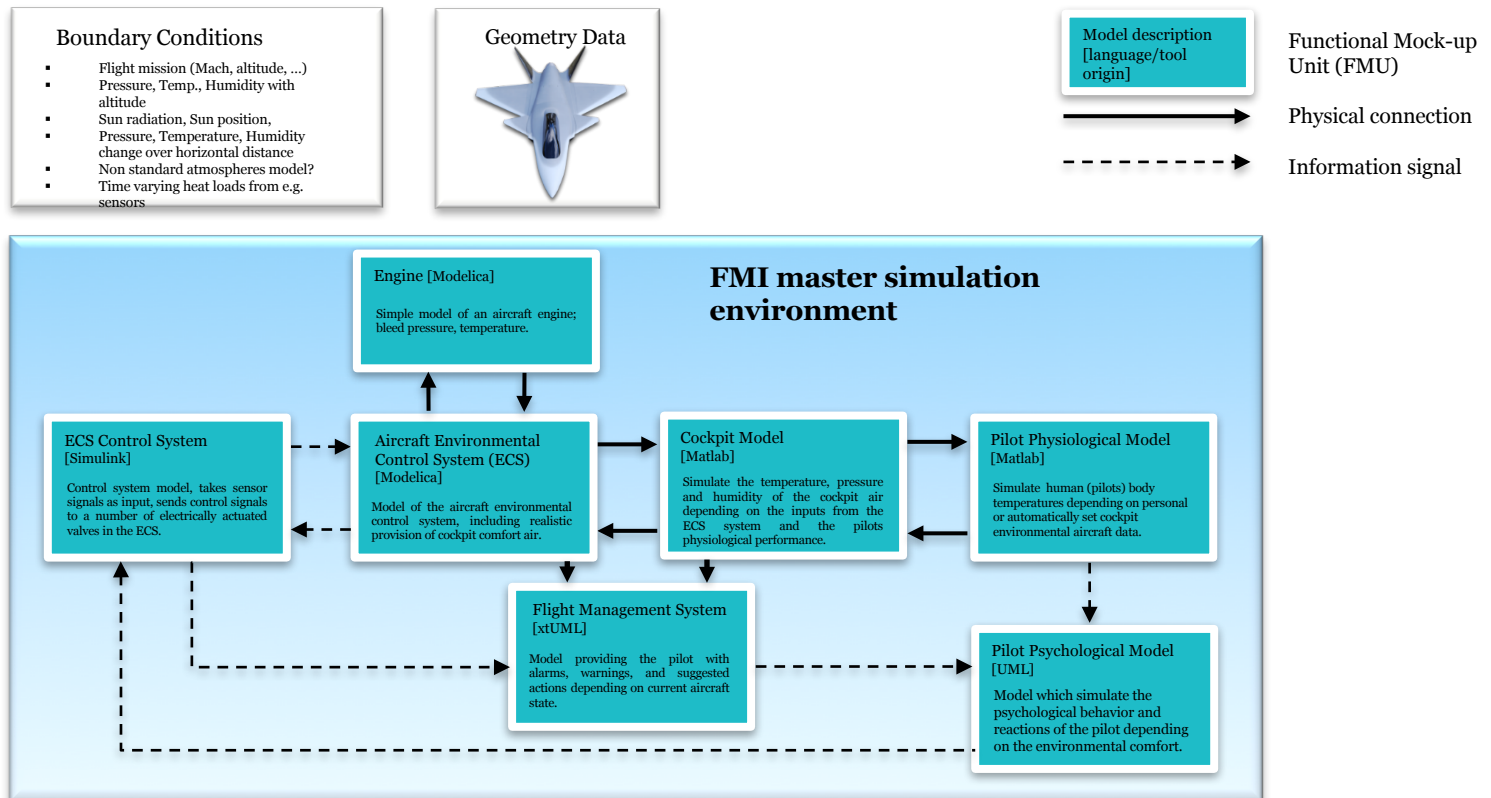 Boundary Conditions
▪ Flight mission (Mach, altitude, ...)
▪ Pressure, Temp., Humidity with
altitude
▪ Sun radiation, Sun position,
▪ Pressure, Temperature, Humidity
change over horizontal distance
▪ Non standard atmospheres model?
▪ Time varying heat loads from e.g.
sensors
Geometry Data
Model description
[language/tool
origin]
Functional Mock-up
Unit (FMU)
Physical connection
Information signal
FMI master simulation
environment
Engine [Modelica]
Simple model of an aircraft engine;
bleed pressure, temperature.
ECS Control System
[Simulink]
Control system model, takes sensor
signals as input, sends control signals
to a number of electrically actuated
valves in the ECS.
Aircraft Environmental
Control System (ECS)
[Modelica]
Model of the aircraft environmental
control system, including realistic
provision of cockpit comfort air.
Cockpit Model
[Matlab]
Simulate the temperature, pressure
and humidity of the cockpit air
depending on the inputs from the
ECS system and the pilots
physiological performance.
Pilot Physiological Model
[Matlab]
Simulate human (pilots) body
temperatures depending on personal
or automatically set cockpit
environmental aircraft data.
Flight Management System
[xtUML]
Model providing the pilot with
alarms, warnings, and suggested
actions depending on current aircraft
state.
Pilot Psychological Model
[UML]
Model which simulate the
psychological behavior and
reactions of the pilot depending
on the environmental comfort.